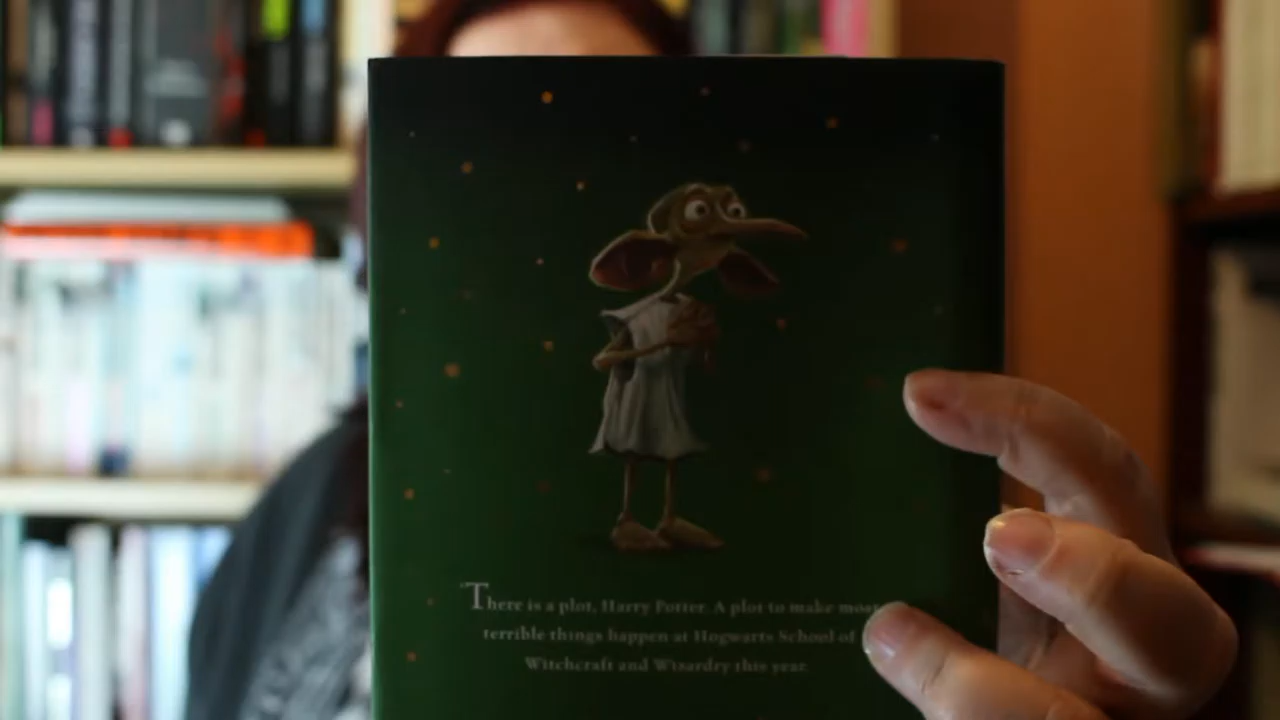 There is a plot, Harry Potter. A plot to make most
terrible things happen at Hogwarts School of
Witchcraft and Wizardry this year.